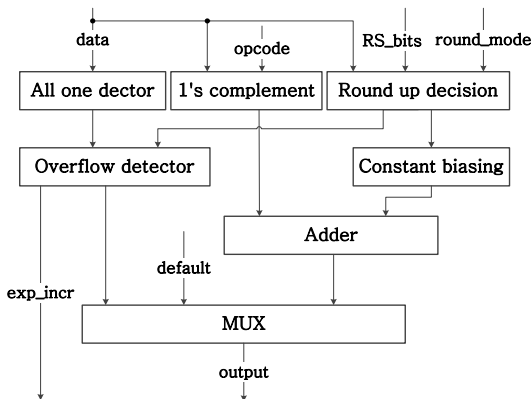 data
opcode
RS_bits
round_mode
All one dector
1's complement
Round up decision
Overflow detector
Constant biasing
Adder
default
exp_incr
MUX
output